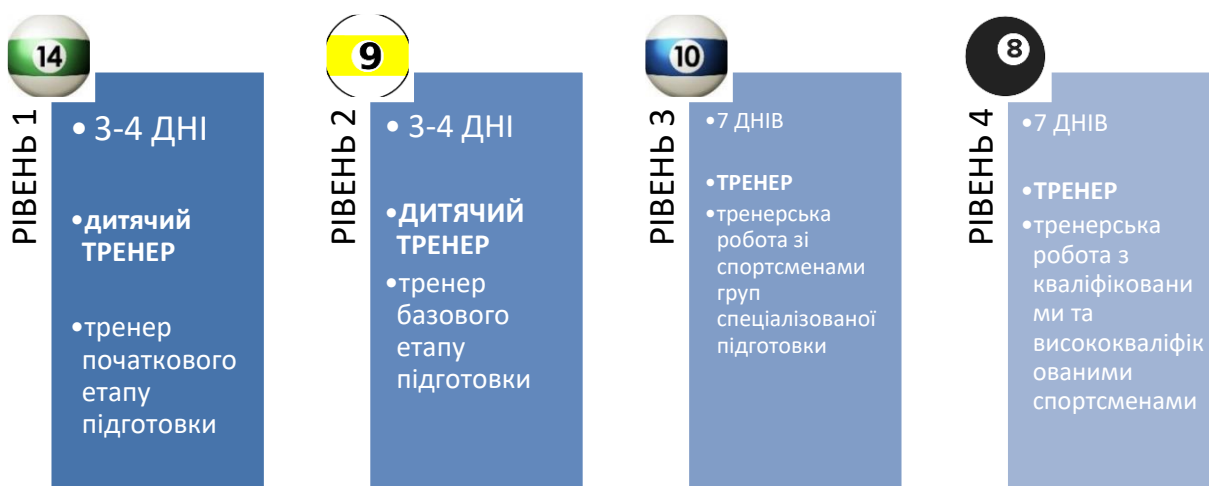 14
РІВЕНЬ 1
• 3-4 ДНІ
•дитячий
ТРЕНЕР
•тренер
початкового
етапу
підготовки
9
РІВЕНЬ 2
• 3-4 ДНІ
•ДИТЯЧИЙ
ТРЕНЕР
•тренер
базового
етапу
підготовки
10
РІВЕНЬ 3
•7 ДНІВ
•ТРЕНЕР
•тренерська
робота зі
спортсменами
груп
спеціалізованої
підготовки
8
РІВЕНЬ 4
•7 ДНІВ
•ТРЕНЕР
•тренерська
робота з
кваліфіковани
ми та
висококваліфік
ованими
спортсменами